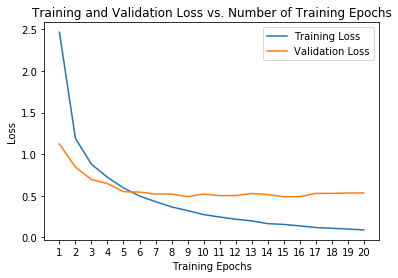 Training and Validation Loss vs. Number of Training Epochs
Training Loss
Validation Loss
2.5
2.0
1.5
1.0
0.5
0.0
Loss
1 2 3 4 5 6 7 8 9 10 11 12 13 14 15 16 17 18 19 20
Training Epochs